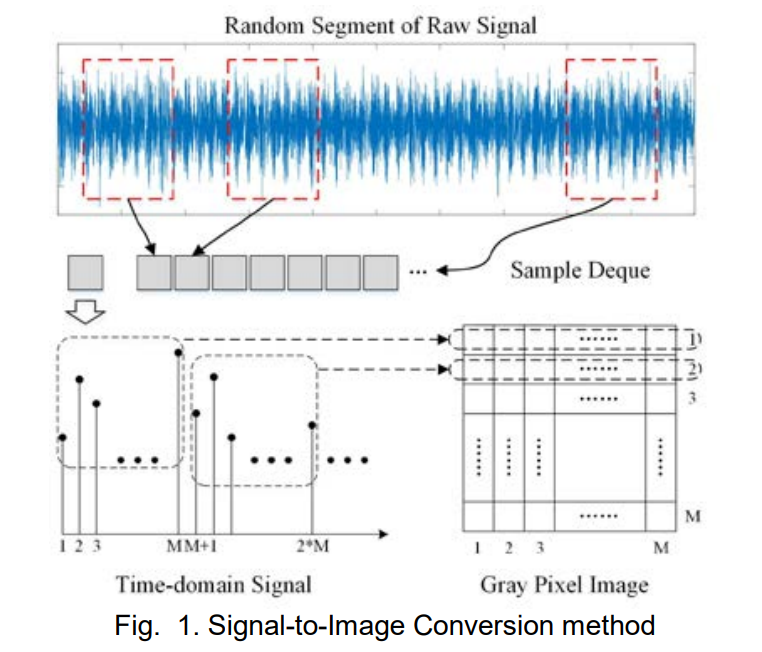 Random Segment of Raw Signal
... Sample Deque
...... 1
...... 2
...... 3
...... M
1 2 3 M M+1 2*M
1 2 3 M
Time-domain Signal Gray Pixel Image
Fig. 1. Signal-to-Image Conversion method